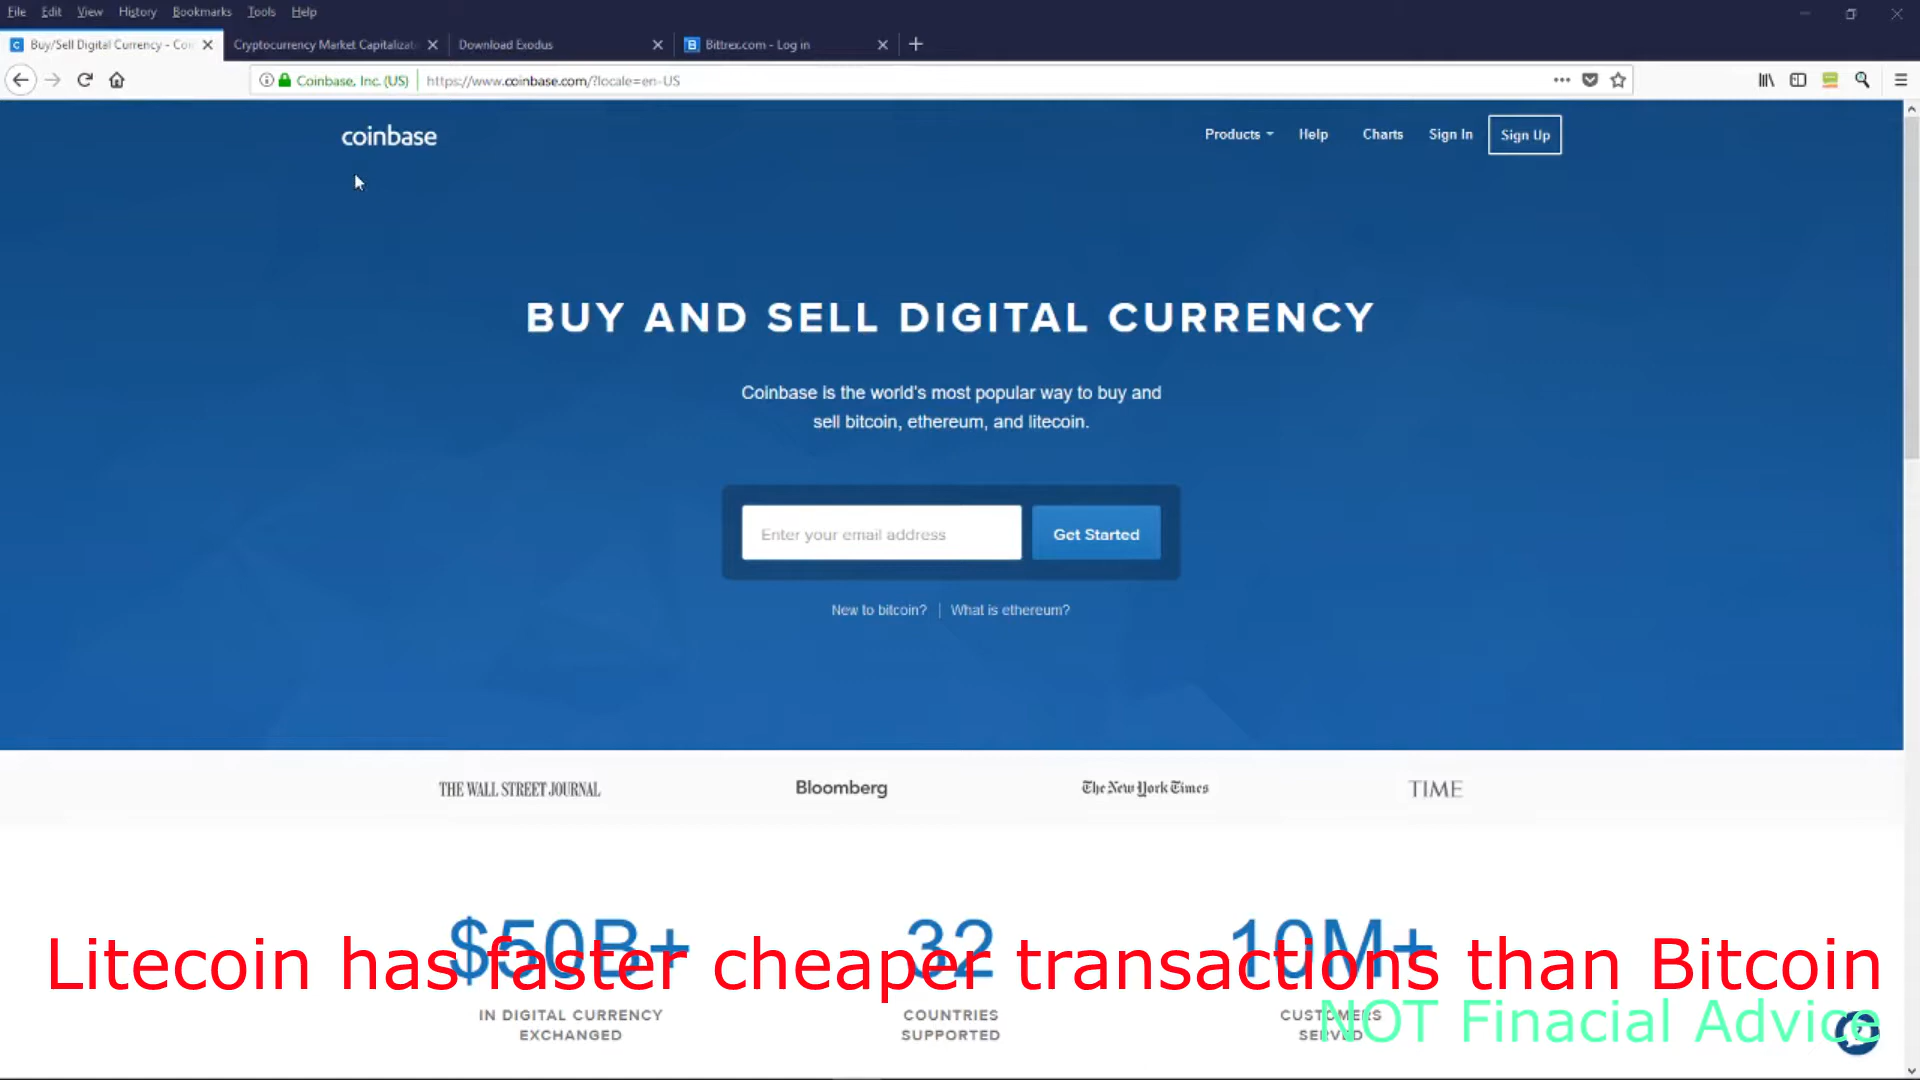 File Edit View History Bookmarks Tools Help
Buy/Sell Digital Currency - Coi
Cryptocurrency Market Capitalizat
Download Exodus
B Bittrex.com - Log in
Coinbase, Inc. (US)
https://www.coinbase.com/?locale=en-US
coinbase
Products Help Charts Sign In Sign Up
BUY AND SELL DIGITAL CURRENCY
Coinbase is the world's most popular way to buy and
sell bitcoin, ethereum, and litecoin.
Enter your email address
Get Started
New to bitcoin? | What is ethereum?
THE WALL STREET JOURNAL
Bloomberg
The New York Times
TIME
$50B+ 32 10M+
Litecoin has faster cheaper transactions than Bitcoin
IN DIGITAL CURRENCY
EXCHANGED
COUNTRIES
SUPPORTED
CUSTOMERS
SERVED
NOT Finacial Advice